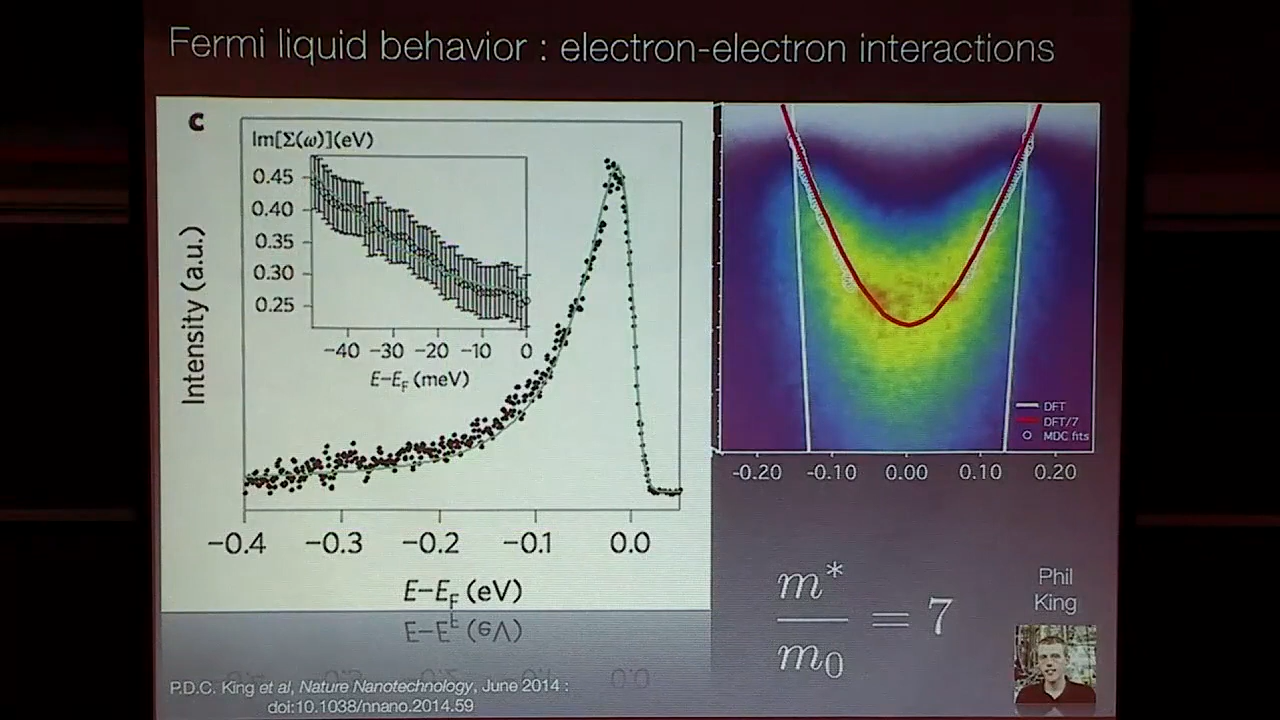 Fermi liquid behavior : electron-electron interactions
c
Im[Σ(ω)](eV)
0.45
0.40
0.35
0.30
0.25
−40 −30 −20 −10 0
E−E_F (meV)
Intensity (a.u.)
−0.4 −0.3 −0.2 −0.1 0.0
E−E_F (eV)
DFT
DFT/7
MDC fits
-0.20 -0.10 0.00 0.10 0.20
m*/m₀ = 7
Phil
King
P.D.C. King et al, Nature Nanotechnology, June 2014 :
doi:10.1038/nnano.2014.59